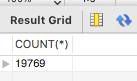 Result Grid
COUNT(*)
19769